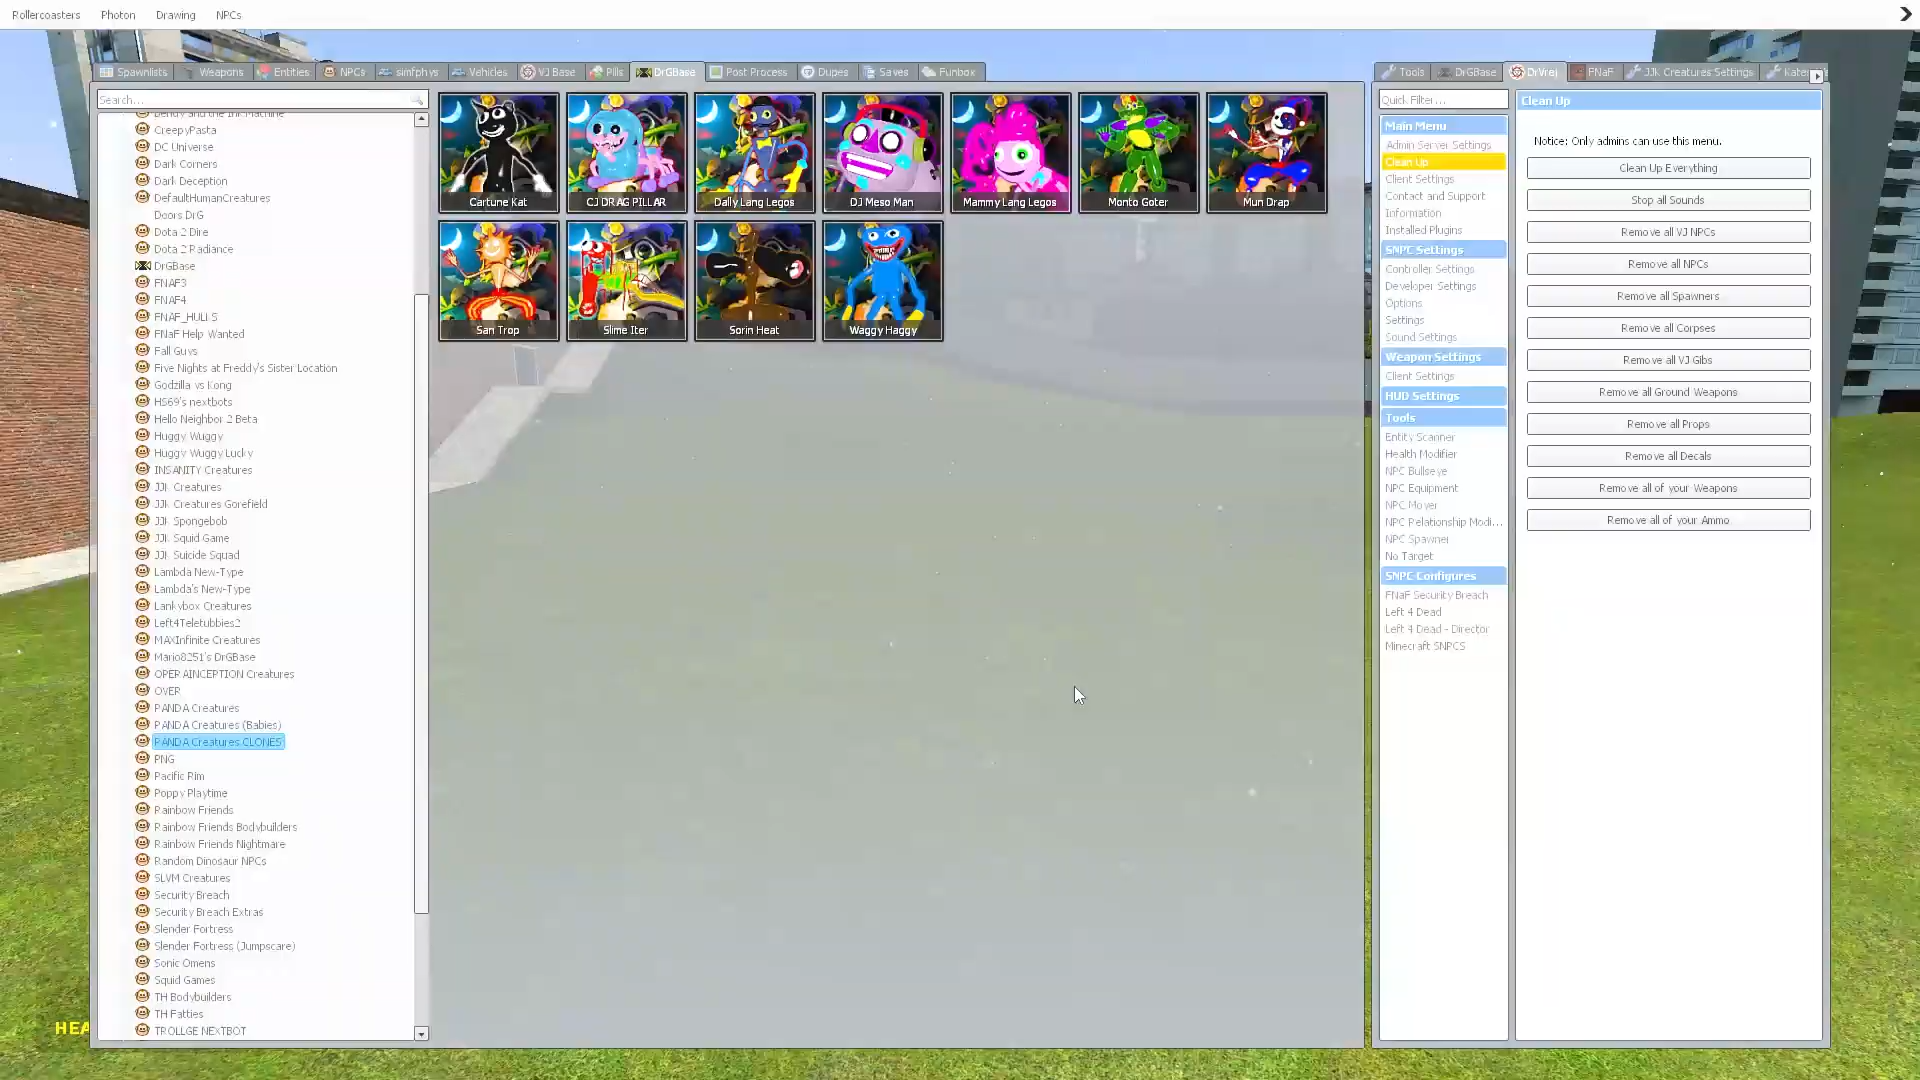 Rollercoasters Photon Drawing NPCs
Spawnlists Weapons Entities NPCs simfphys Vehicles VJ Base Pills DrGBase Post Process Dupes Saves Funbox
Search...
Bendy and the Ink Machine
CreepyPasta
DC Universe
Dark Corners
Dark Deception
DefaultHumanCreatures
Doors DrG
Dota 2 Dire
Dota 2 Radiance
DrGBase
FNAF3
FNAF4
FNAF_HULLS
FNaF Help Wanted
Fall Guys
Five Nights at Freddy's Sister Location
Godzilla vs Kong
HS69's nextbots
Hello Neighbor 2 Beta
Huggy Wuggy
Huggy Wuggy Lucky
INSANITY Creatures
JJK Creatures
JJK Creatures Gorefield
JJK Spongebob
JJK Squid Game
JJK Suicide Squad
Lambda New-Type
Lambda's New-Type
Lankybox Creatures
Left4Teletubbies2
MAXInfinite Creatures
Mario8251's DrGBase
OPERAINCEPTION Creatures
OVER
PANDA Creatures
PANDA Creatures (Babies)
PANDA Creatures CLONES
PNG
Pacific Rim
Poppy Playtime
Rainbow Friends
Rainbow Friends Bodybuilders
Rainbow Friends Nightmare
Random Dinosaur NPCs
SLVM Creatures
Security Breach
Security Breach Extras
Slender Fortress
Slender Fortress (Jumpscare)
Sonic Omens
Squid Games
TH Bodybuilders
TH Fatties
TROLLGE NEXTBOT
HEA
Cartune Kat
CJ DRAG PILLAR
Dally Lang Legos
DJ Meso Man
Mammy Lang Legos
Monto Goter
Mun Drap
San Trop
Slime Iter
Sorin Heat
Waggy Haggy
Tools DrGBase DrVrej FNaF JJK Creatures Settings
Quick Filter...
Main Menu
Admin Server Settings
Clean Up
Client Settings
Contact and Support
Information
Installed Plugins
SNPC Settings
Controller Settings
Developer Settings
Options
Settings
Sound Settings
Weapon Settings
Client Settings
HUD Settings
Tools
Entity Scanner
Health Modifier
NPC Bullseye
NPC Equipment
NPC Mover
NPC Relationship Modi...
NPC Spawner
No Target
SNPC Configures
FNaF Security Breach
Left 4 Dead
Left 4 Dead - Director
Minecraft SNPCS
Clean Up
Notice: Only admins can use this menu.
Clean Up Everything
Stop all Sounds
Remove all VJ NPCs
Remove all NPCs
Remove all Spawners
Remove all Corpses
Remove all VJ Gibs
Remove all Ground Weapons
Remove all Props
Remove all Decals
Remove all of your Weapons
Remove all of your Ammo